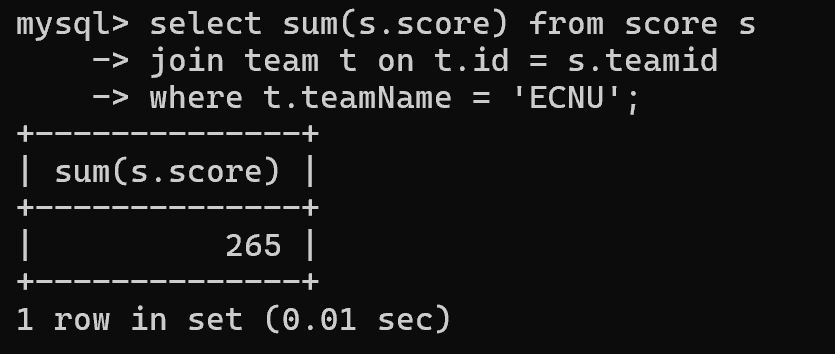 mysql> select sum(s.score) from score s
    -> join team t on t.id = s.teamid
    -> where t.teamName = 'ECNU';
+--------------+
| sum(s.score) |
+--------------+
|          265 |
+--------------+
1 row in set (0.01 sec)